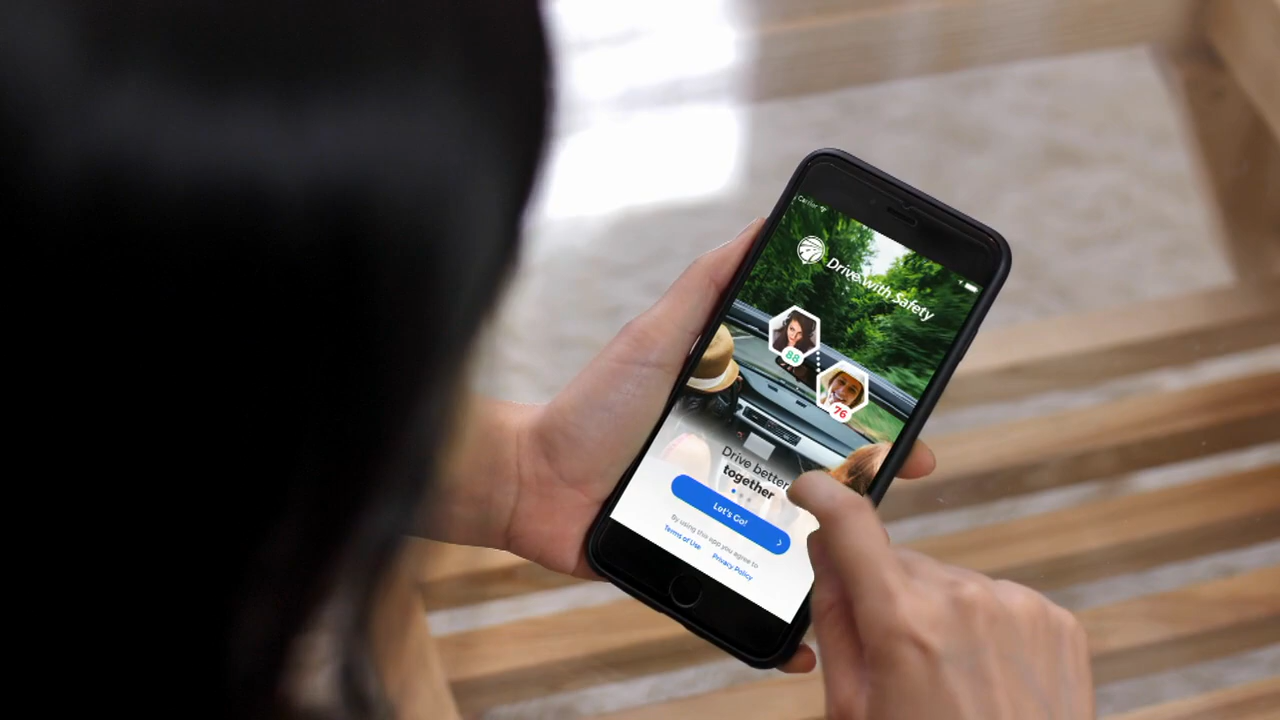 Carrier
Drive with Safety
88
76
Drive better
together
Let's Go!
By using this app you agree to
Terms of Use Privacy Policy